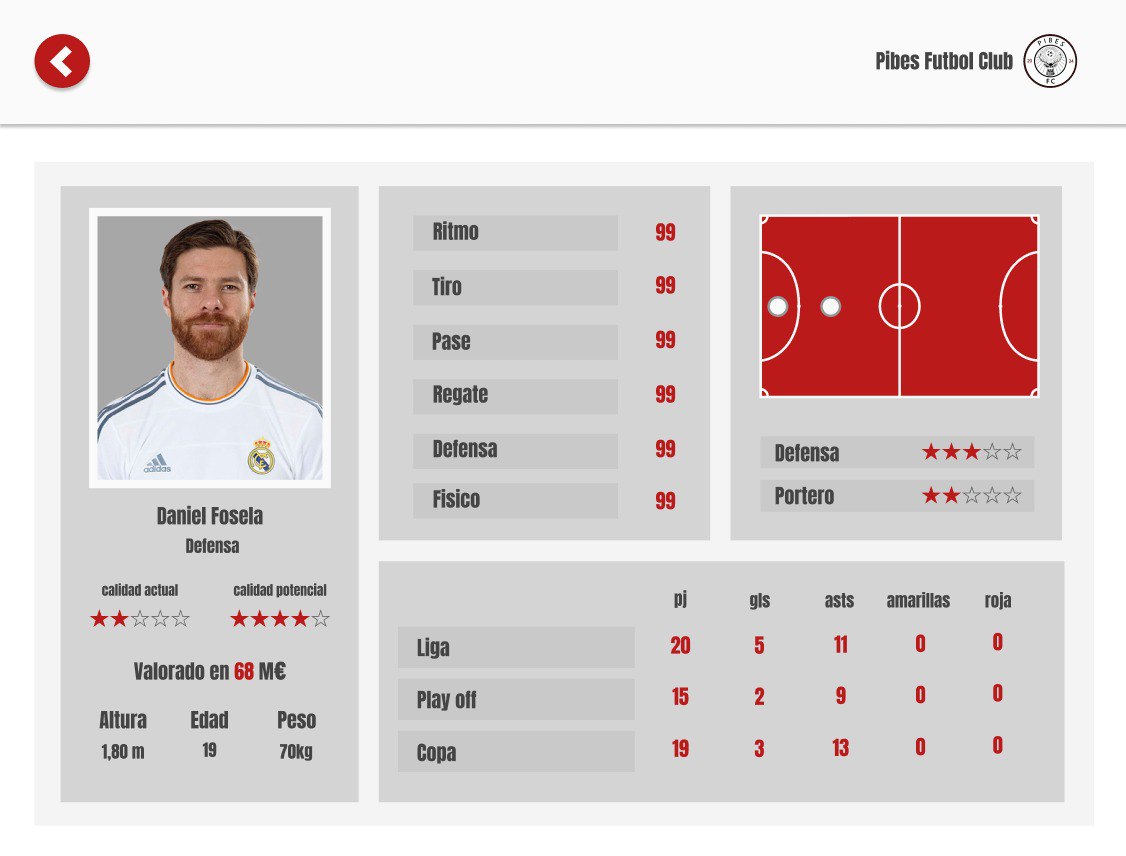 Pibes Futbol Club
PIBES
20 24
FC
adidas
Daniel Fosela
Defensa
calidad actual calidad potencial
★★☆☆☆ ★★★★☆
Valorado en 68 M€
Altura Edad Peso
1,80 m 19 70kg
Ritmo 99
Tiro 99
Pase 99
Regate 99
Defensa 99
Fisico 99
Defensa ★★★☆☆
Portero ★★☆☆☆
pj gls asts amarillas roja
Liga 20 5 11 0 0
Play off 15 2 9 0 0
Copa 19 3 13 0 0